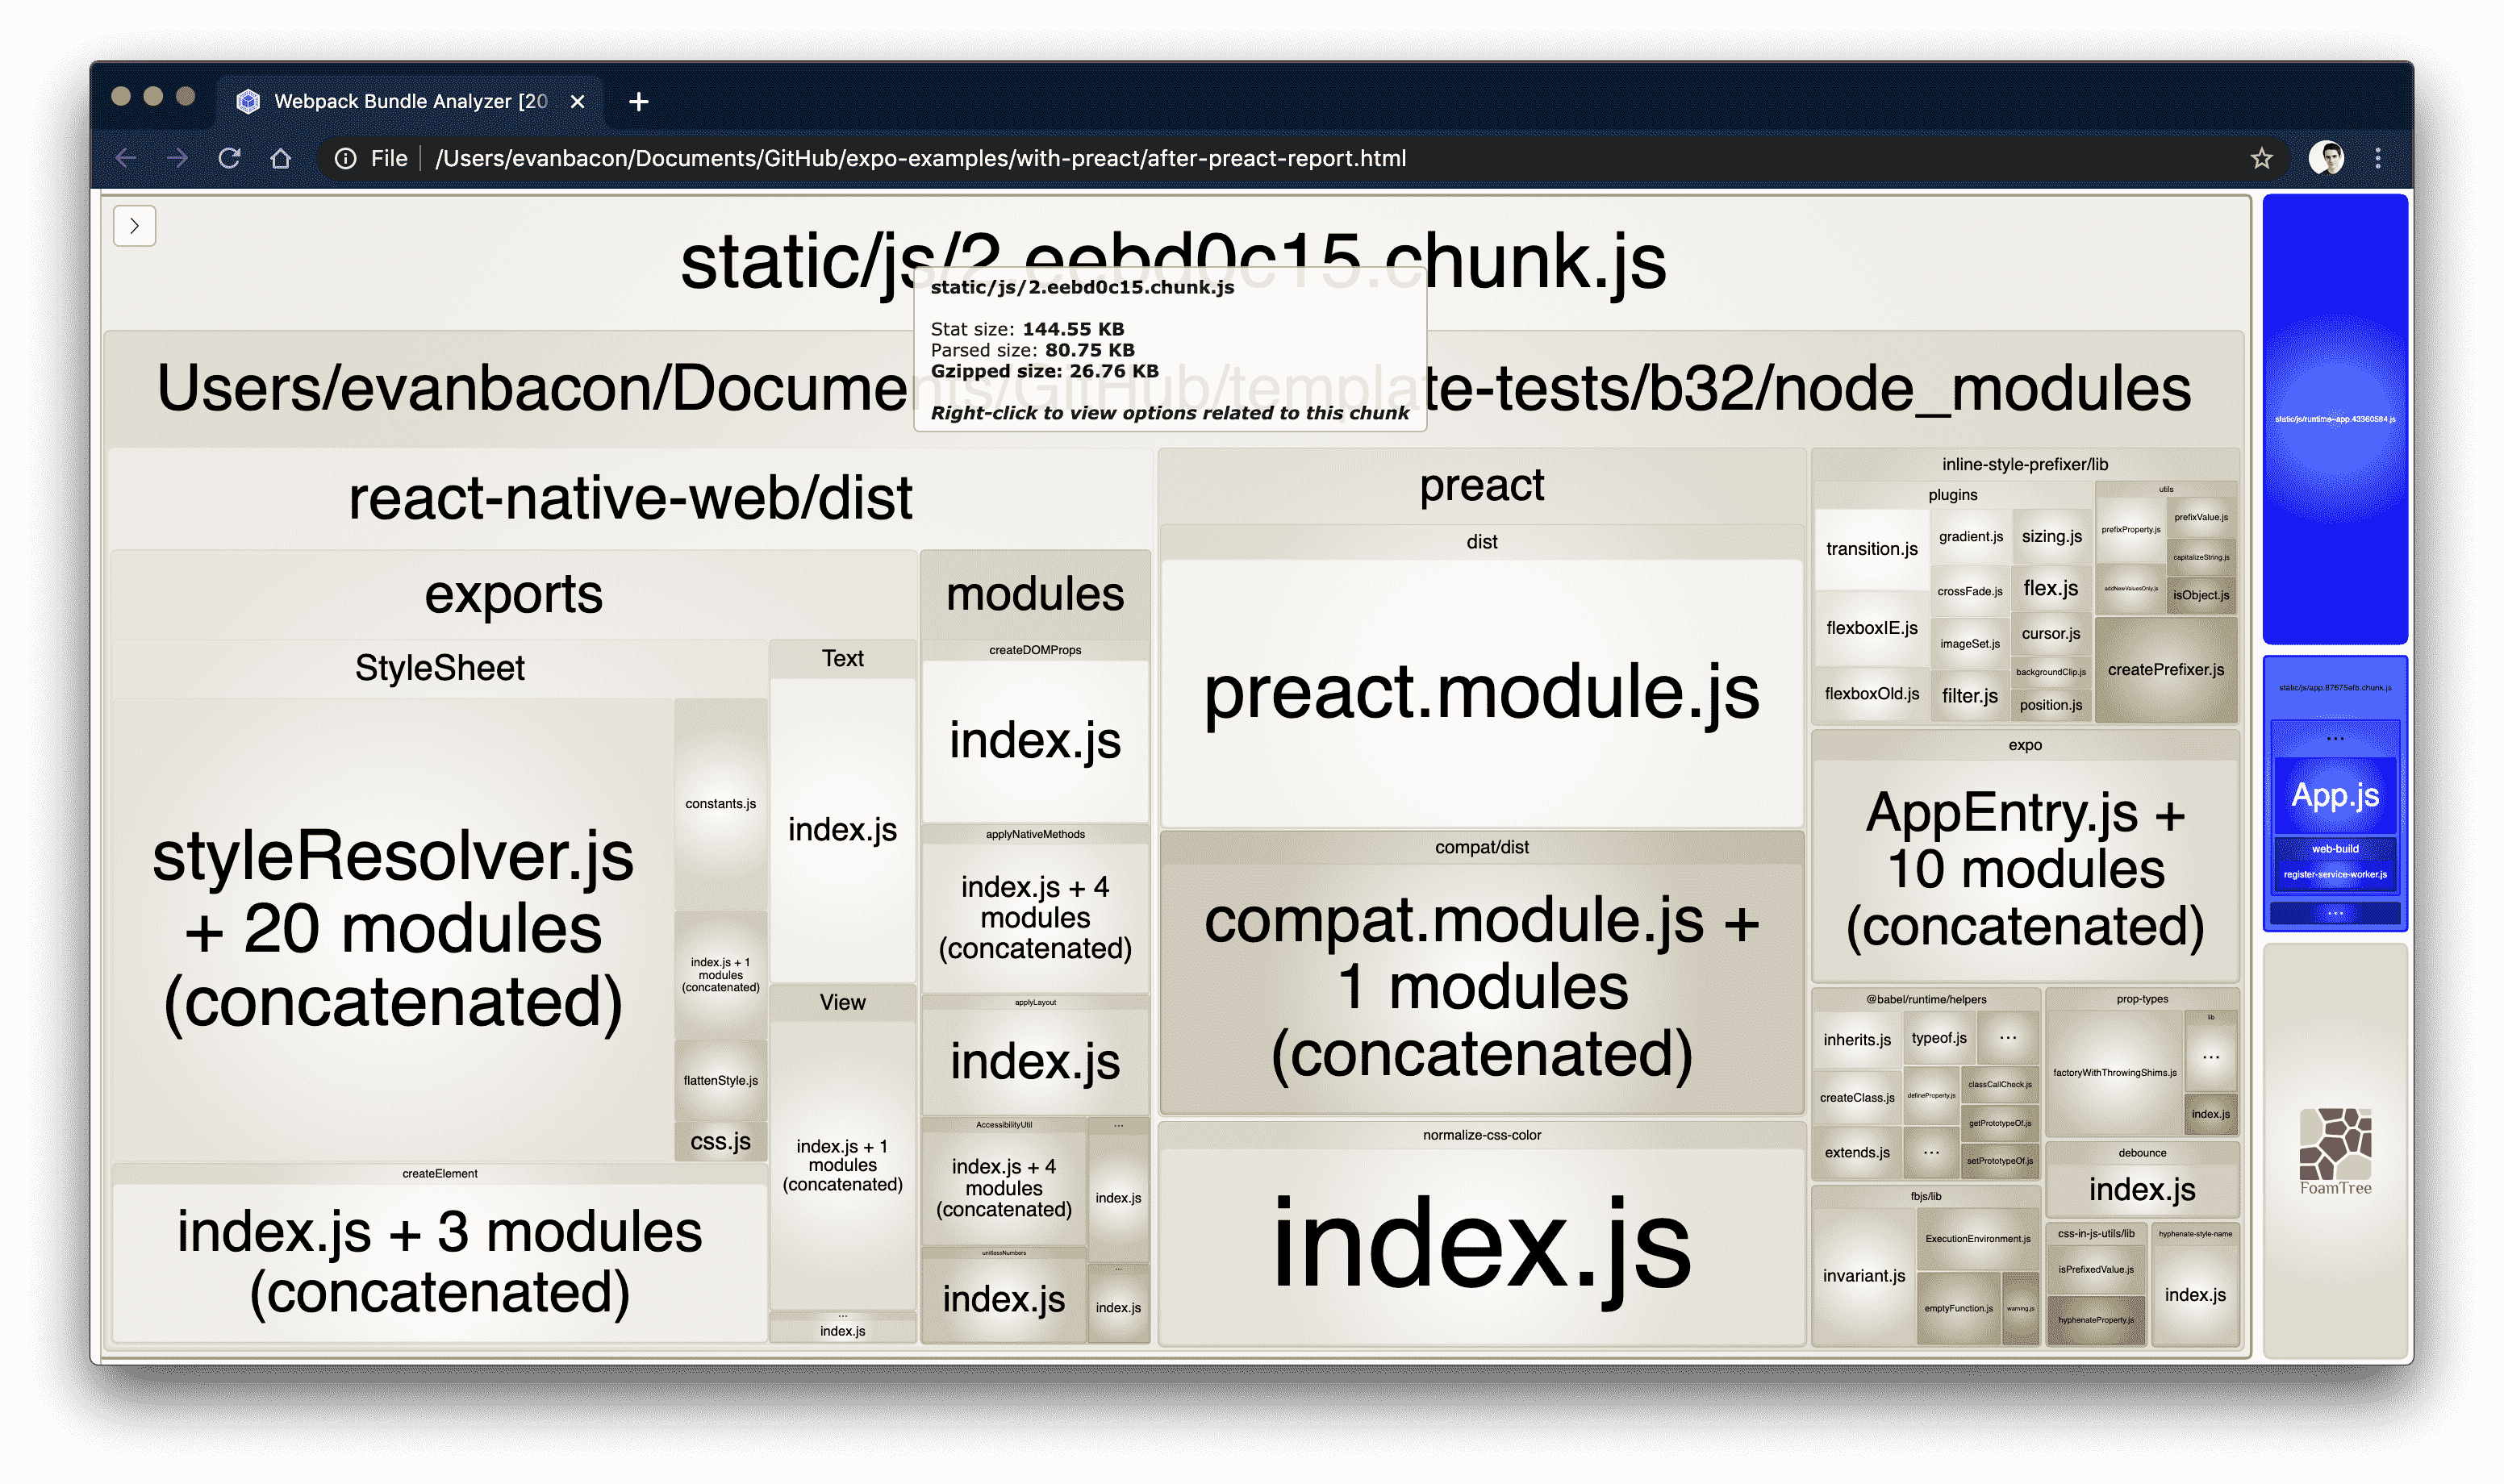 Webpack Bundle Analyzer [20
File
/Users/evanbacon/Documents/GitHub/expo-examples/with-preact/after-preact-report.html
static/js/2.eebd0c15.chunk.js
static/js/2.eebd0c15.chunk.js
Stat size: 144.55 KB
Parsed size: 80.75 KB
Gzipped size: 26.76 KB
Right-click to view options related to this chunk
Users/evanbacon/Documents/GitHub/template-tests/b32/node_modules
react-native-web/dist
exports
StyleSheet
styleResolver.js
+ 20 modules
(concatenated)
constants.js
index.js + 1
modules
(concatenated)
flattenStyle.js
css.js
createElement
index.js + 3 modules
(concatenated)
Text
index.js
View
index.js + 1
modules
(concatenated)
...
index.js
modules
createDOMProps
index.js
applyNativeMethods
index.js + 4
modules
(concatenated)
applyLayout
index.js
AccessibilityUtil
index.js + 4
modules
(concatenated)
...
index.js
unitlessNumbers
index.js
...
index.js
preact
dist
preact.module.js
compat/dist
compat.module.js +
1 modules
(concatenated)
normalize-css-color
index.js
inline-style-prefixer/lib
plugins
transition.js
flexboxIE.js
flexboxOld.js
gradient.js
crossFade.js
imageSet.js
filter.js
sizing.js
flex.js
cursor.js
backgroundClip.js
position.js
utils
prefixProperty.js
prefixValue.js
capitalizeString.js
addNewValuesOnly.js
isObject.js
createPrefixer.js
expo
AppEntry.js +
10 modules
(concatenated)
@babel/runtime/helpers
inherits.js
typeof.js
...
createClass.js
defineProperty.js
classCallCheck.js
getPrototypeOf.js
extends.js
...
setPrototypeOf.js
prop-types
factoryWithThrowingShims.js
lib
...
index.js
debounce
index.js
fbjs/lib
invariant.js
ExecutionEnvironment.js
emptyFunction.js
warning.js
css-in-js-utils/lib
isPrefixedValue.js
hyphenateProperty.js
hyphenate-style-name
index.js
static/js/runtime~app.43360584.js
static/js/app.87675efb.chunk.js
...
App.js
web-build
register-service-worker.js
...
FoamTree